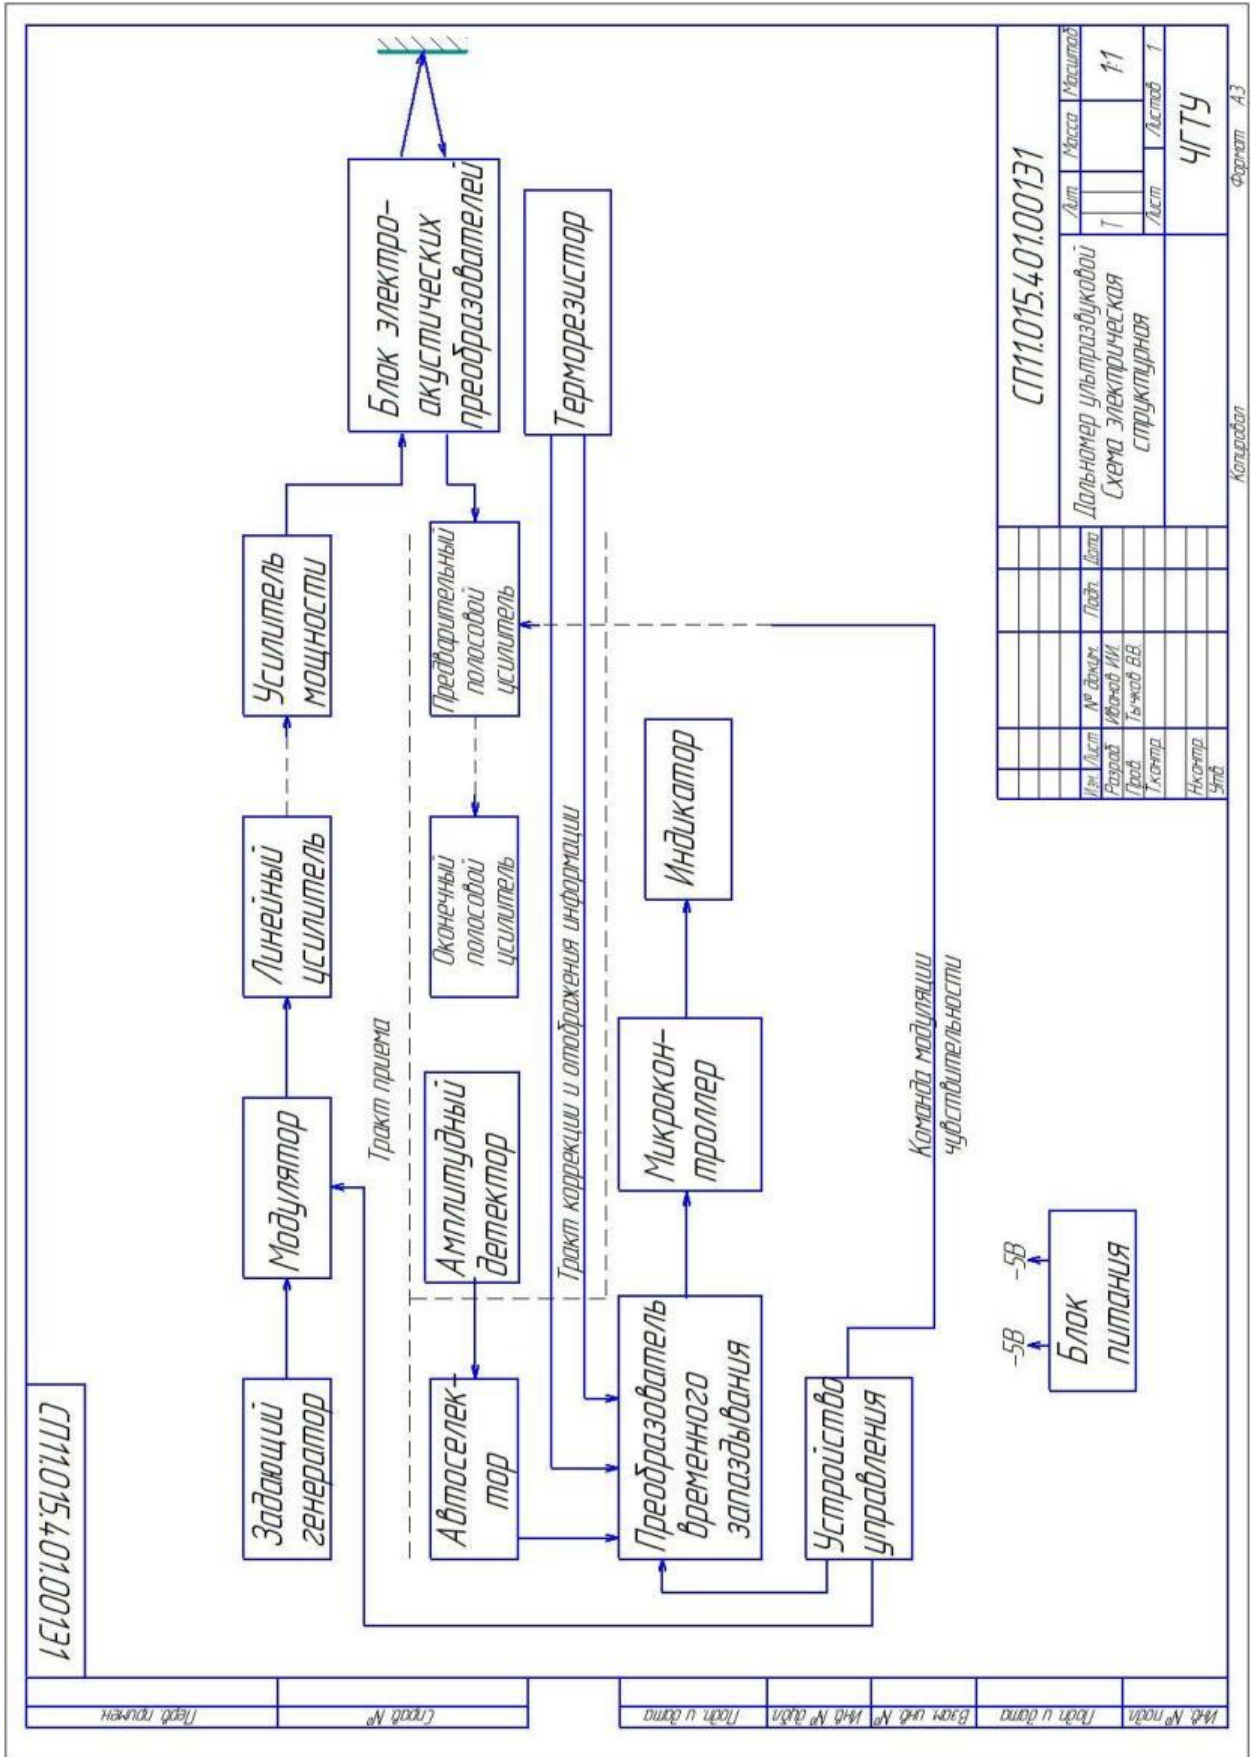 СП11.015.4.01.00131
Задающий
генератор
Модулятор
Линейный
усилитель
Усилитель
мощности
Блок электро-
акустических
преобразователей
Тракт приема
Автоселек-
тор
Амплитудный
детектор
Оконечный
полосовой
усилитель
Предварительный
полосовой
усилитель
Терморезистор
Тракт коррекции и отображения информации
Преобразователь
временного
запаздывания
Микрокон-
троллер
Индикатор
Устройство
управления
Команда модуляции
чувствительности
-5В
-5В
Блок
питания
СП11.015.4.01.00131
Дальномер ультразвуковой
Схема электрическая
структурная
Лит.
Масса
Масштаб
Т
1:1
Лист
Листов 1
ЧГТУ
Изм.
Лист
№ докум.
Подп.
Дата
Разраб.
Иванов И.И.
Пров.
Тычков В.В.
Т.контр.
Н.контр.
Утв.
Копировал
Формат А3
Перв. примен.
Справ. №
Подп. и дата
Инв. № дубл.
Взам. инв. №
Подп. и дата
Инв. № подл.